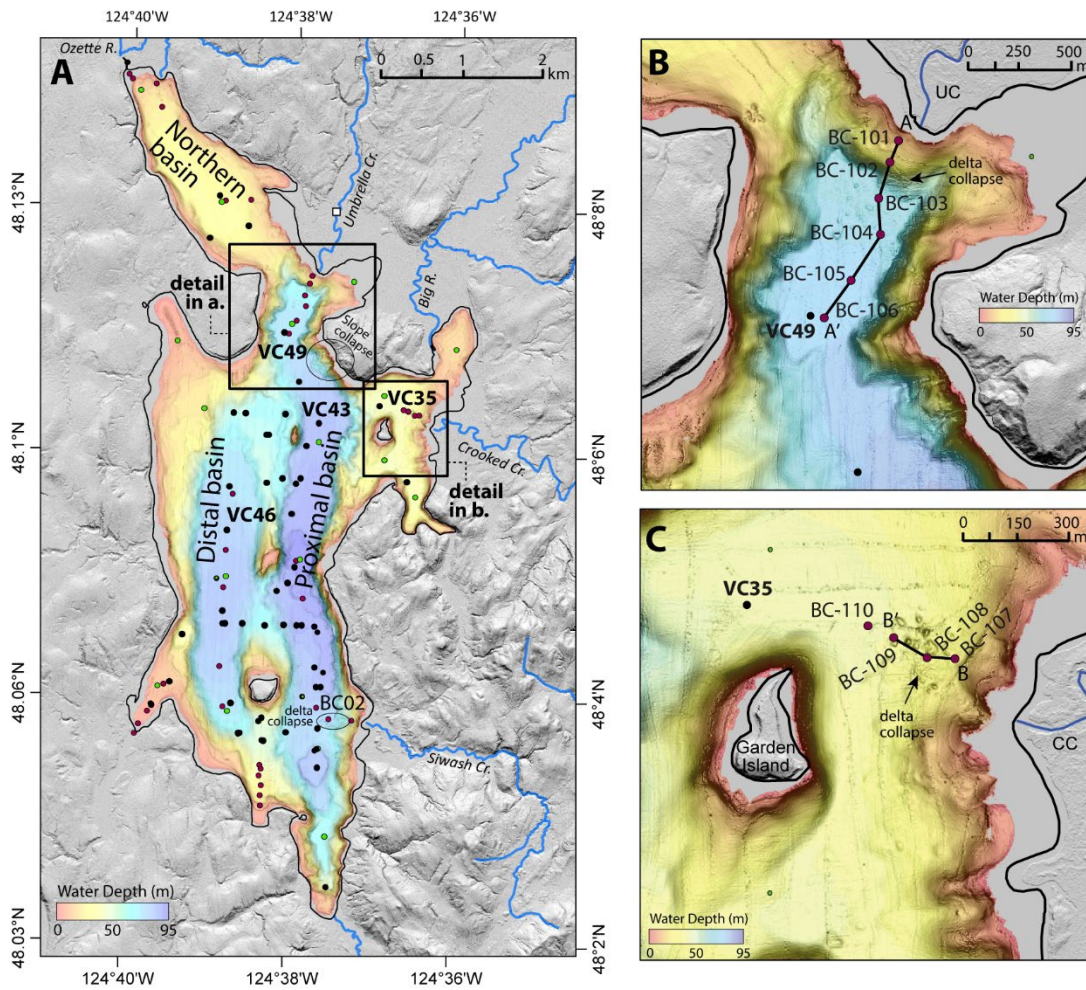 124°40'W
124°38'W
124°36'W
Ozette R.
A
0 0.5 1 2
km
Northern
basin
Umbrella Cr.
48.13°N
48°8'N
detail
in a.
Big R.
Slope
collapse
VC49
VC43
VC35
48.1°N
48°6'N
Crooked Cr.
Distal basin
Proximal basin
detail
in b.
VC46
48.06°N
48°4'N
BC02
delta
collapse
Siwash Cr.
Water Depth (m)
0 50 95
48.03°N
48°2'N
124°40'W
124°38'W
124°36'W
B
0 250 500
m
UC
A'
BC-101
BC-102
delta
collapse
BC-103
BC-104
BC-105
BC-106
VC49
A'
Water Depth (m)
0 50 95
C
0 150 300
m
VC35
BC-110
B'
BC-109
BC-108
BC-107
B
delta
collapse
Garden
Island
CC
Water Depth (m)
0 50 95